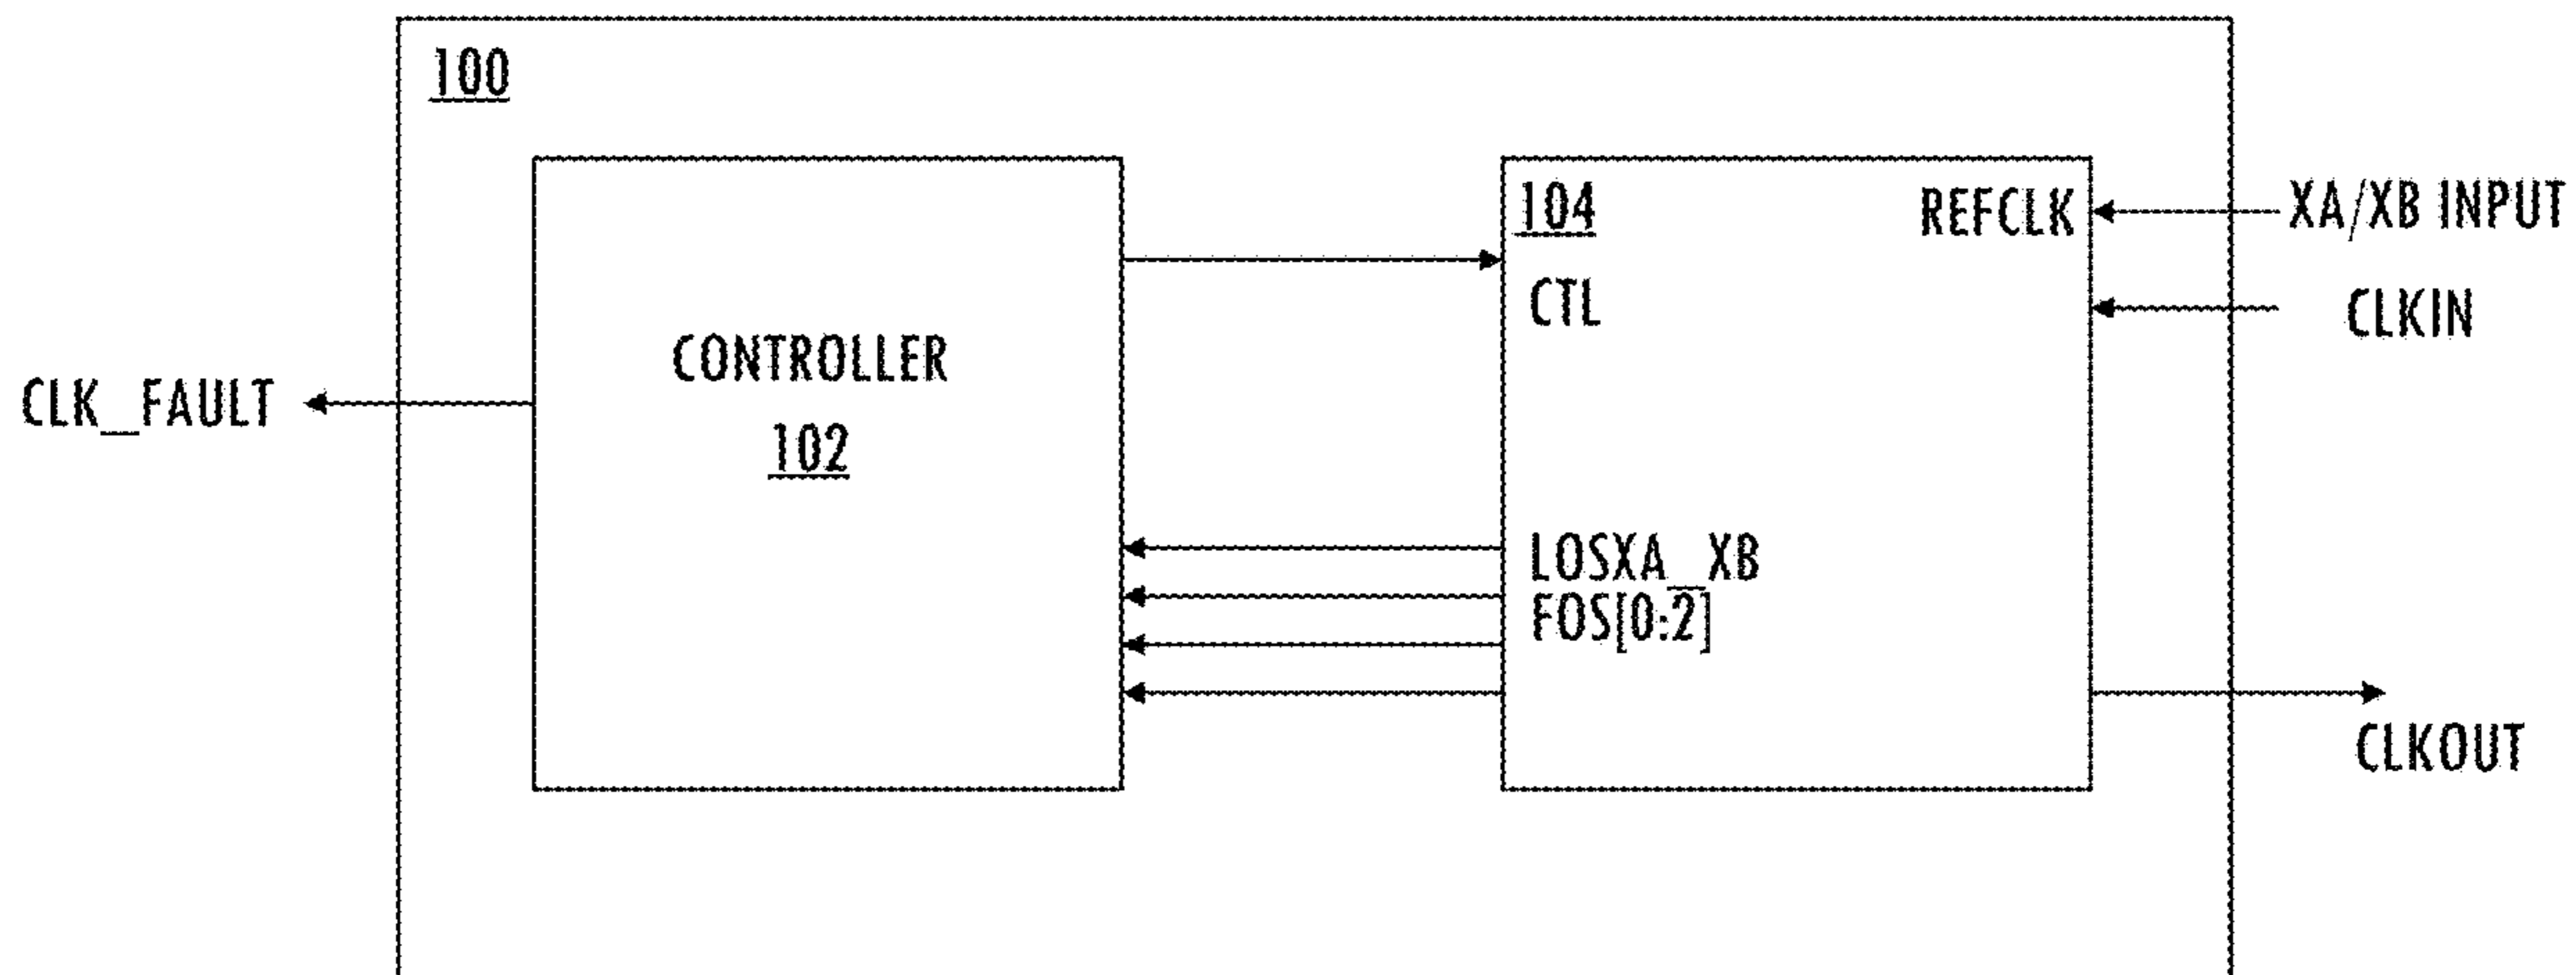 100
104
REFCLK
XA/XB INPUT
CTL
CLKIN
CONTROLLER
CLK_FAULT
102
LOSXA_XB
FOS[0:2]
CLKOUT